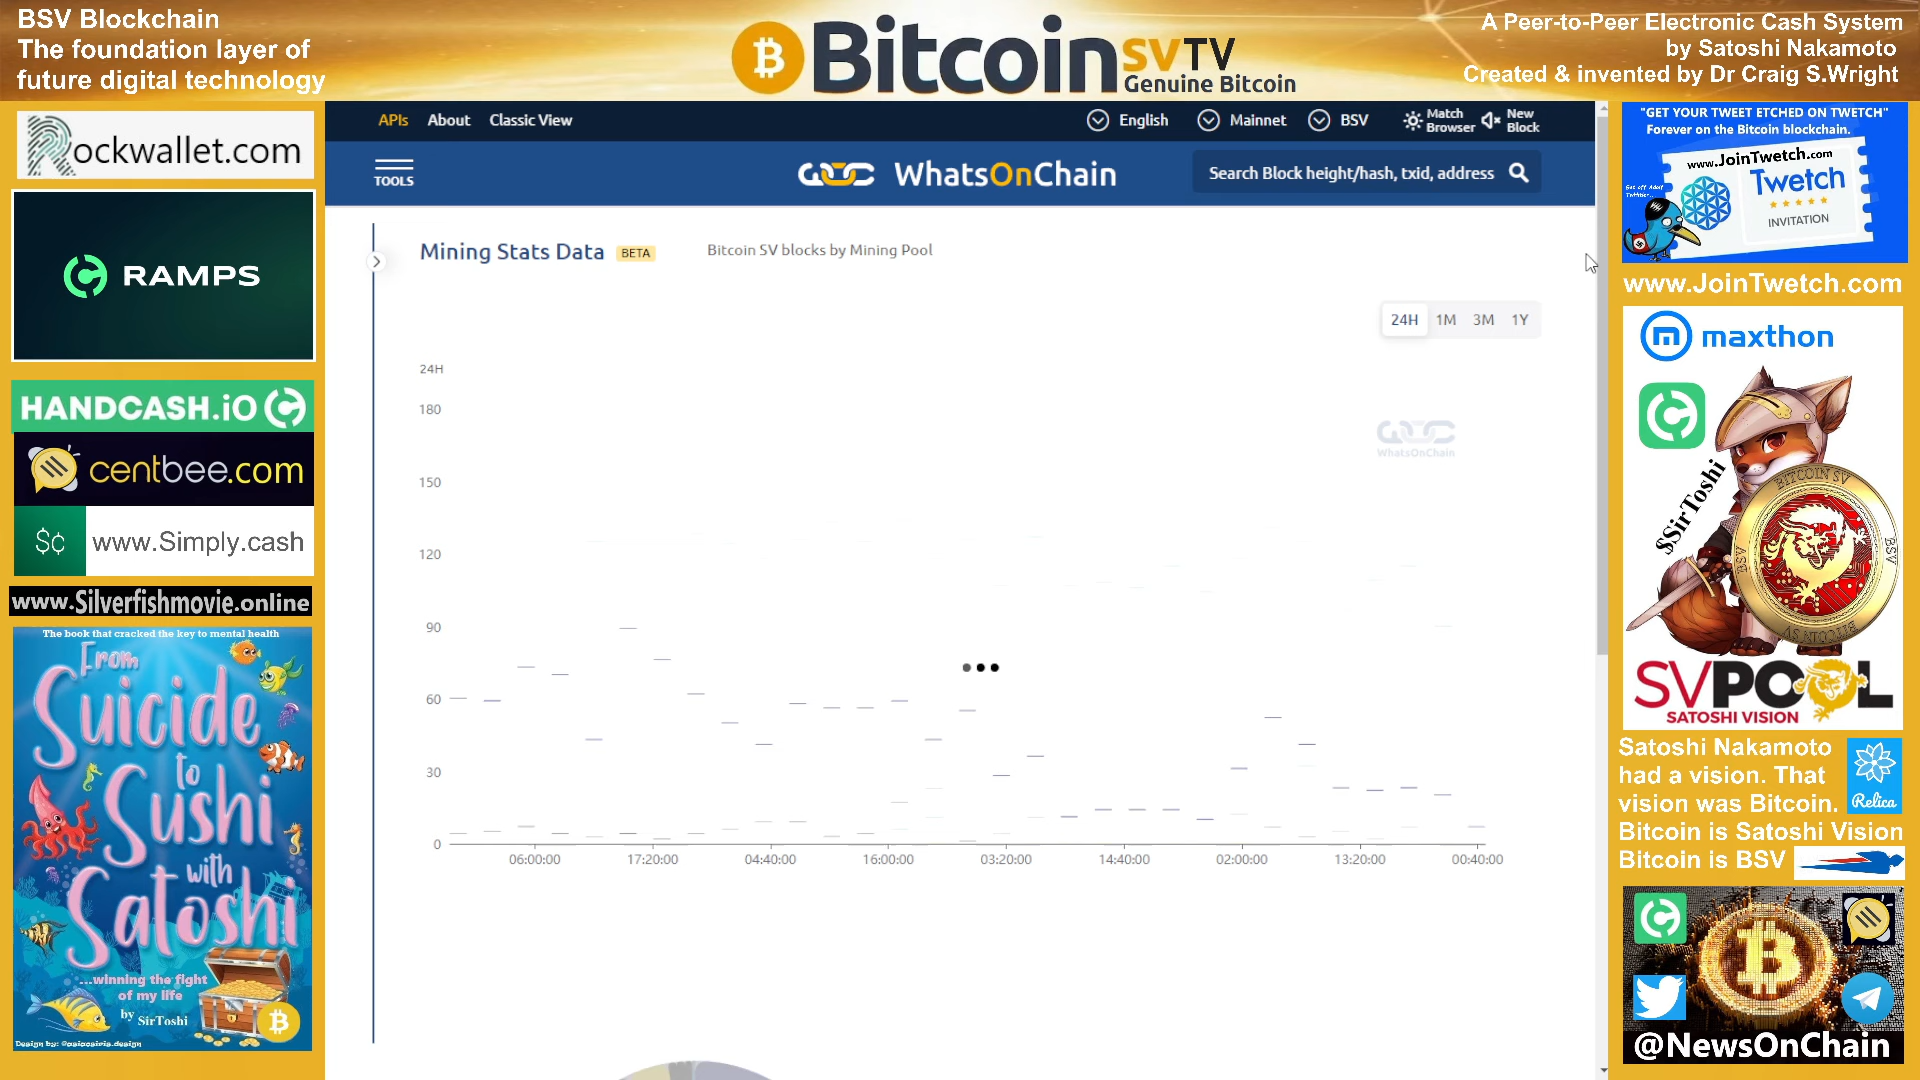 BSV Blockchain
The foundation layer of
future digital technology
BitcoinSVTV
Genuine Bitcoin
A Peer-to-Peer Electronic Cash System
by Satoshi Nakamoto
Created & invented by Dr Craig S.Wright
Rockwallet.com
RAMPS
HANDCASH.iO
centbee.com
$¢ www.Simply.cash
www.Silverfishmovie.online
The book that cracked the key to mental health
From
Suicide
to
Sushi
with
Satoshi
...winning the fight
of my life
by SirToshi
APIs About Classic View
English Mainnet BSV Match Browser New Block
TOOLS
WhatsOnChain
Search Block height/hash, txid, address
Mining Stats Data BETA Bitcoin SV blocks by Mining Pool
24H 1M 3M 1Y
24H
180
WhatsOnChain
150
120
90
60
30
0
06:00:00 17:20:00 04:40:00 16:00:00 03:20:00 14:40:00 02:00:00 13:20:00 00:40:00
"GET YOUR TWEET ETCHED ON TWETCH"
Forever on the Bitcoin blockchain.
www.JoinTwetch.com
Twetch
INVITATION
www.JoinTwetch.com
maxthon
$SirToshi
BITCOIN SV
BSV
BSV
BITCOIN SV
SVPOOL
SATOSHI VISION
Satoshi Nakamoto
had a vision. That
vision was Bitcoin.
Relica
Bitcoin is Satoshi Vision
Bitcoin is BSV
@NewsOnChain